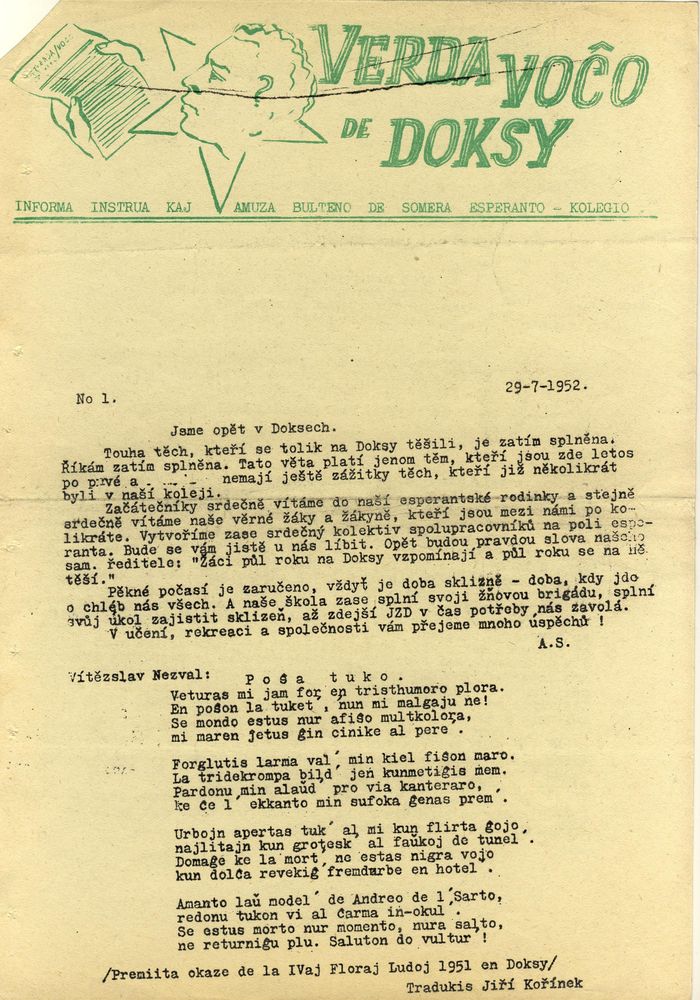 VERDA VOĈO
DE DOKSY
INFORMA INSTRUA KAJ AMUZA BULTENO DE SOMERA ESPERANTO - KOLEGIO
29-7-1952.
No 1.
Jsme opět v Doksech.
Touha těch, kteří se tolik na Doksy těšili, je zatím splněna.
Říkám zatím splněna. Tato věta platí jenom těm, kteří jsou zde letos
po prvé a nemají ještě zážitky těch, kteří již několikrát
byli v naší koleji.
Začátečníky srdečně vítáme do naší esperantské rodinky a stejně
srdečně vítáme naše věrné žáky a žákyně, kteří jsou mezi námi po ko-
likráte. Vytvoříme zase srdečný kolektiv spolupracovníků na poli espe-
ranta. Bude se vám jistě u nás líbit. Opět budou pravdou slova našeho
sam. ředitele: "Žáci půl roku na Doksy vzpomínají a půl roku se na ně
těší."
Pěkné počasí je zaručeno, vždyť je doba sklizně - doba, kdy jde
o chléb nás všech. A naše škola zase splní svoji žňovou brigádu, splní
svůj úkol zajistit sklizeň, až zdejší JZD v čas potřeby nás zavolá.
V učení, rekreaci a společnosti vám přejeme mnoho úspěchů !
A.S.
Vítězslav Nezval: Poŝa tuko.
Veturas mi jam for en tristhumoro plora.
En poŝon la tuket', nun mi malgaju ne!
Se mondo estus nur afiŝo multkolora,
mi maren ĵetus ĝin cinike al pere .
Forglutis larma val' min kiel fiŝon maro.
La tridekrompa bild' jen kunmetiĝis mem.
Pardonu min alaŭd' pro via kanteraro,
ke ĉe l' ekkanto min sufoka ĝenas prem'.
Urbojn apertas tuk' al mi kun flirta ĝojo,
najlitajn kun grotesk' al faŭkoj de tunel'.
Domaĝe ke la mort' ne estas nigra vojo
kun dolĉa revekiĝ' fremdurbe en hotel'.
Amanto laŭ model' de Andreo de l'Sarto,
redonu tukon vi al ĉarma in-okul'.
Se estus morto nur momento, nura salto,
ne returniĝu plu. Saluton do vultur' !
/Premiita okaze de la IVaj Floraj Ludoj 1951 en Doksy/
Tradukis Jiří Kořínek